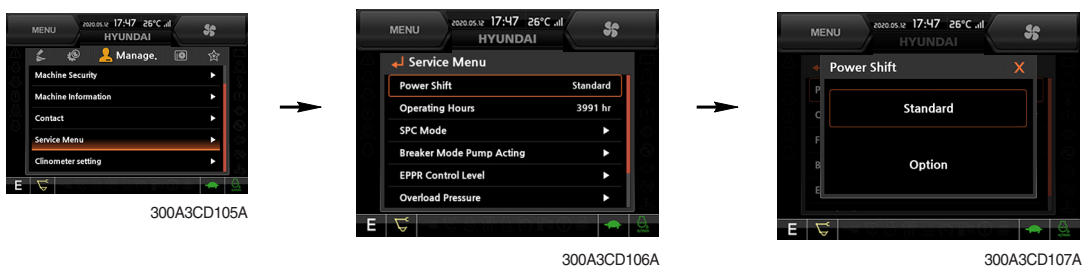 MENU
2020.05.12 17:47 26°C
HYUNDAI
Manage.
Machine Security
Machine Information
Contact
Service Menu
Clinometer setting
E
300A3CD105A
MENU
2020.05.12 17:47 26°C
HYUNDAI
Service Menu
Power Shift Standard
Operating Hours 3991 hr
SPC Mode
Breaker Mode Pump Acting
EPPR Control Level
Overload Pressure
E
300A3CD106A
MENU
2020.05.12 17:47 26°C
HYUNDAI
Power Shift X
Standard
Option
E
300A3CD107A